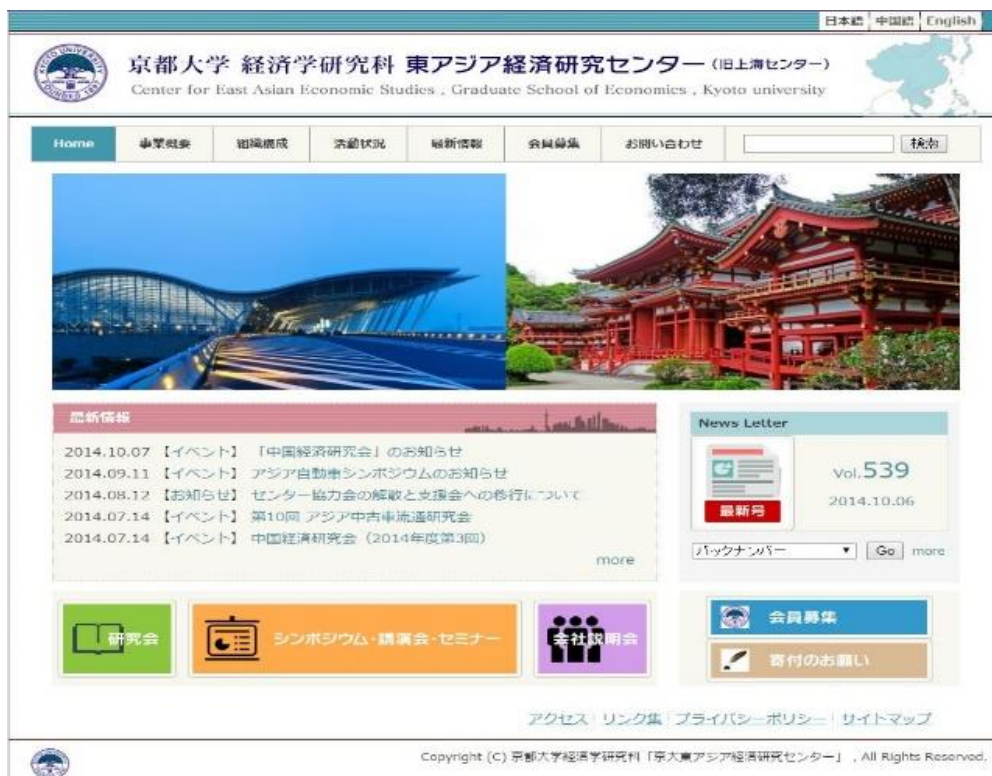 日本語 中国語 English
京都大学 経済学研究科 東アジア経済研究センター (旧上海センター)
Center for East Asian Economic Studies , Graduate School of Economics , Kyoto university
Home 事業概要 組織構成 活動状況 最新情報 会員募集 お問い合わせ 検索
最新情報
2014.10.07 【イベント】 「中国経済研究会」のお知らせ
2014.09.11 【イベント】 アジア自動車シンポジウムのお知らせ
2014.08.12 【お知らせ】 センター協力会の解散と支援会への移行について
2014.07.14 【イベント】 第10回 アジア中古車流通研究会
2014.07.14 【イベント】 中国経済研究会（2014年度第3回）
more
News Letter
最新号
Vol.539
2014.10.06
バックナンバー Go more
研究会
シンポジウム・講演会・セミナー
会社説明会
会員募集
寄付のお願い
アクセス リンク集 プライバシーポリシー サイトマップ
Copyright (C) 京都大学経済学研究科「京大東アジア経済研究センター」 , All Rights Reserved.